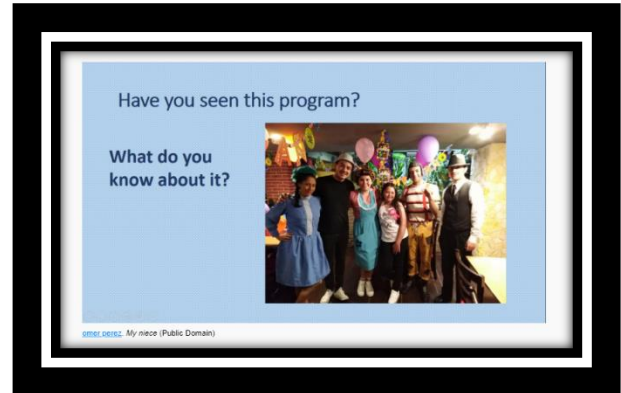 Have you seen this program?
What do you
know about it?
omer perez. My niece (Public Domain)